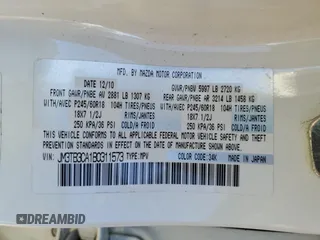 MFD. BY MAZDA MOTOR CORPORATION
DATE 12/10 GVWR/PNBV 5997 LB 2720 KG
FRONT GAWR/PNBE AV 2881 LB 1307 KG REAR GAWR/PNBE AR 3214 LB 1458 KG
WITH/AVEC P245/60R18 104H TIRES/PNEUS WITH/AVEC P245/60R18 104H TIRES/PNEUS
18X7 1/2J RIMS/JANTES 18X7 1/2J RIMS/JANTES
250 KPA/36 PSI COLD/A FROID 250 KPA/36 PSI COLD/A FROID
THIS VEHICLE CONFORMS TO ALL APPLICABLE FEDERAL MOTOR VEHICLE SAFETY
STANDARDS IN EFFECT ON THE DATE OF MANUFACTURE SHOWN ABOVE.
VIN: JM3TB3CA1B0311573 TYPE:MPV COLOR CODE:34K MADE IN JAPAN
DREAMBID